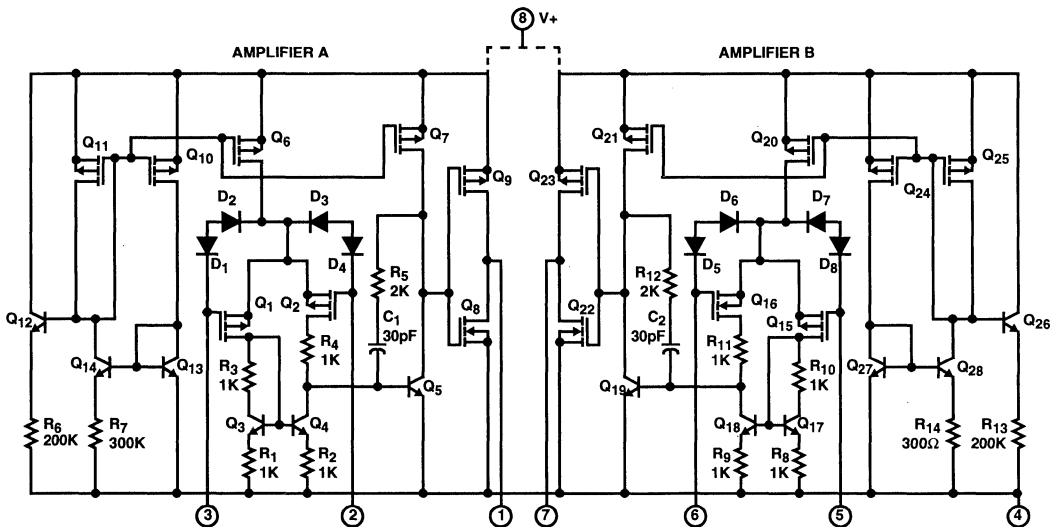 8 V+
AMPLIFIER A
AMPLIFIER B
Q11
Q10
Q6
Q7
Q21
Q20
Q24
Q25
Q9
Q23
D2
D3
D6
D7
D1
D4
D5
D8
R5
2K
R12
2K
Q1
Q2
Q8
Q22
Q16
Q15
C1
30pF
C2
30pF
Q12
Q26
R4
1K
R11
1K
Q14
Q13
R3
1K
Q5
Q19
R10
1K
Q27
Q28
Q3
Q4
Q18
Q17
R6
200K
R7
300K
R1
1K
R2
1K
R9
1K
R8
1K
R14
300Ω
R13
200K
3
2
1
7
6
5
4